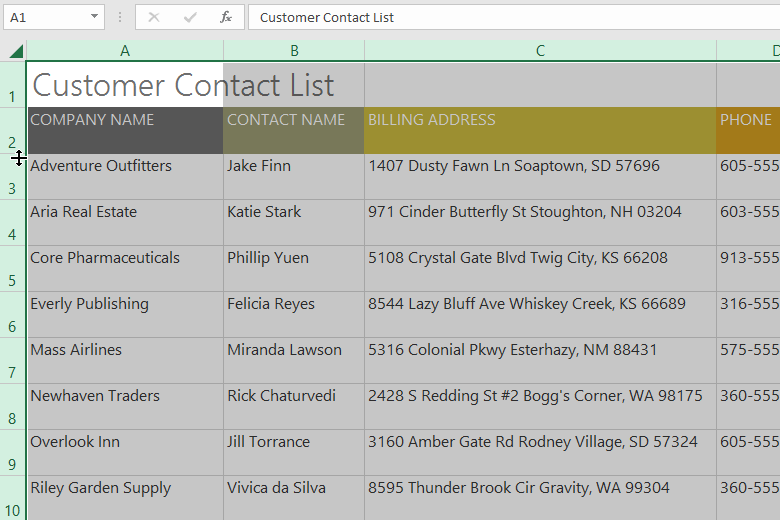 A1 fx Customer Contact List
A B C D
1 Customer Contact List
2 COMPANY NAME CONTACT NAME BILLING ADDRESS PHONE
3 Adventure Outfitters Jake Finn 1407 Dusty Fawn Ln Soaptown, SD 57696 605-555
4 Aria Real Estate Katie Stark 971 Cinder Butterfly St Stoughton, NH 03204 603-555
5 Core Pharmaceuticals Phillip Yuen 5108 Crystal Gate Blvd Twig City, KS 66208 913-555
6 Everly Publishing Felicia Reyes 8544 Lazy Bluff Ave Whiskey Creek, KS 66689 316-555
7 Mass Airlines Miranda Lawson 5316 Colonial Pkwy Esterhazy, NM 88431 575-555
8 Newhaven Traders Rick Chaturvedi 2428 S Redding St #2 Bogg's Corner, WA 98175 360-555
9 Overlook Inn Jill Torrance 3160 Amber Gate Rd Rodney Village, SD 57324 605-555
10 Riley Garden Supply Vivica da Silva 8595 Thunder Brook Cir Gravity, WA 99304 360-555